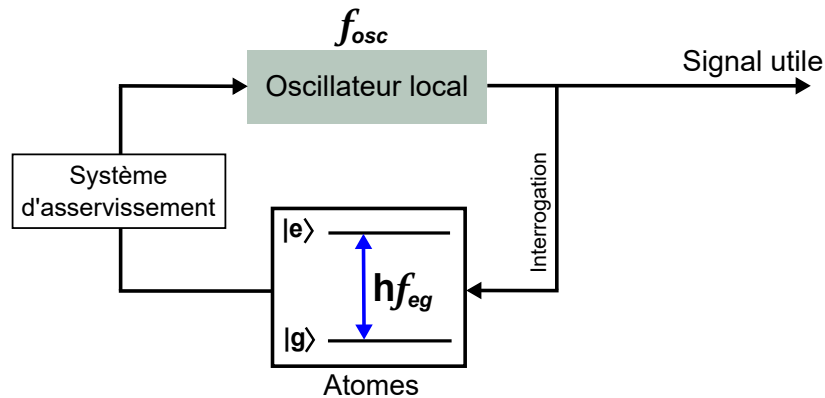 fosc
Oscillateur local
Signal utile
Système
d'asservissement
Interrogation
|e⟩
hfeg
|g⟩
Atomes